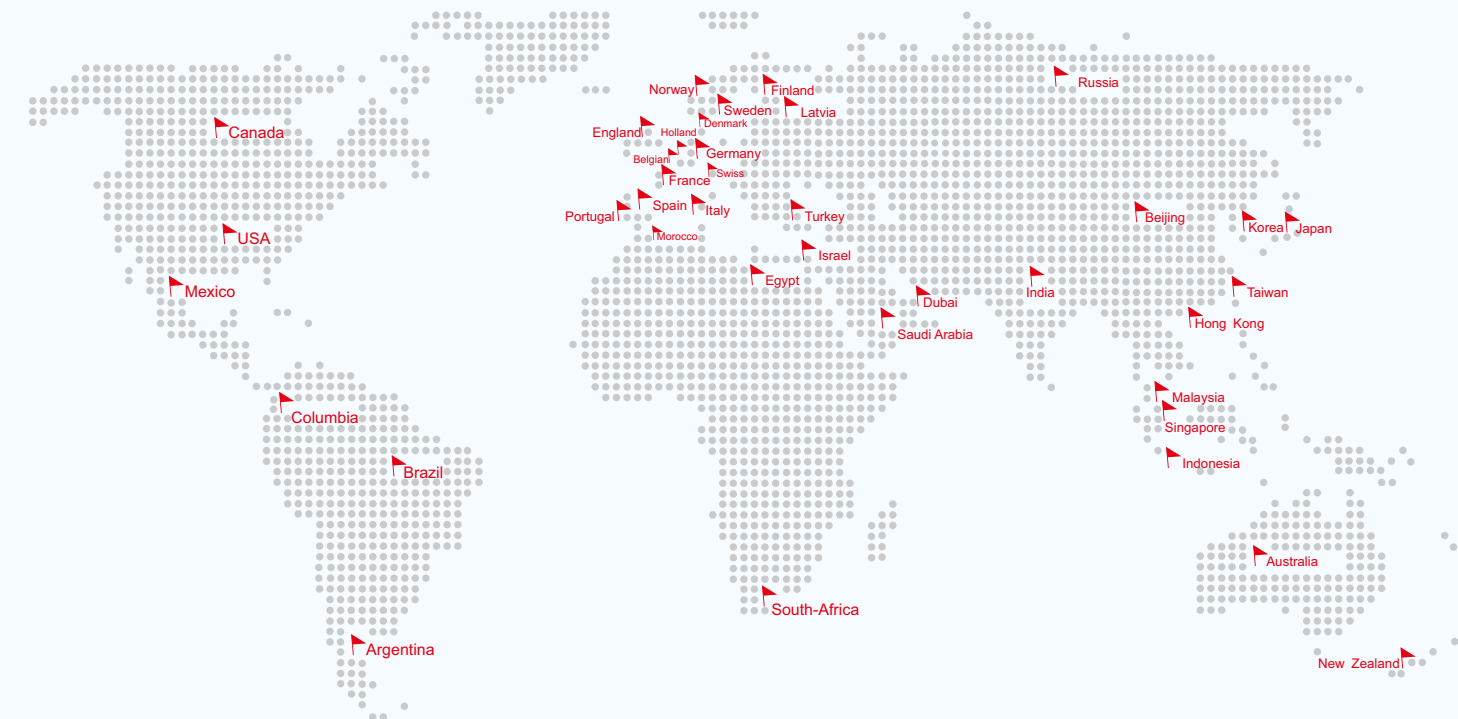 Norway
Finland
Russia
Sweden
Latvia
Denmark
Canada
England
Holland
Germany
Belgiani
Swiss
France
Spain
Italy
Portugal
Turkey
Beijing
Korea
Japan
Morocco
USA
Israel
Egypt
Mexico
Dubai
India
Taiwan
Hong Kong
Saudi Arabia
Malaysia
Columbia
Singapore
Indonesia
Brazil
Australia
South-Africa
Argentina
New Zealand